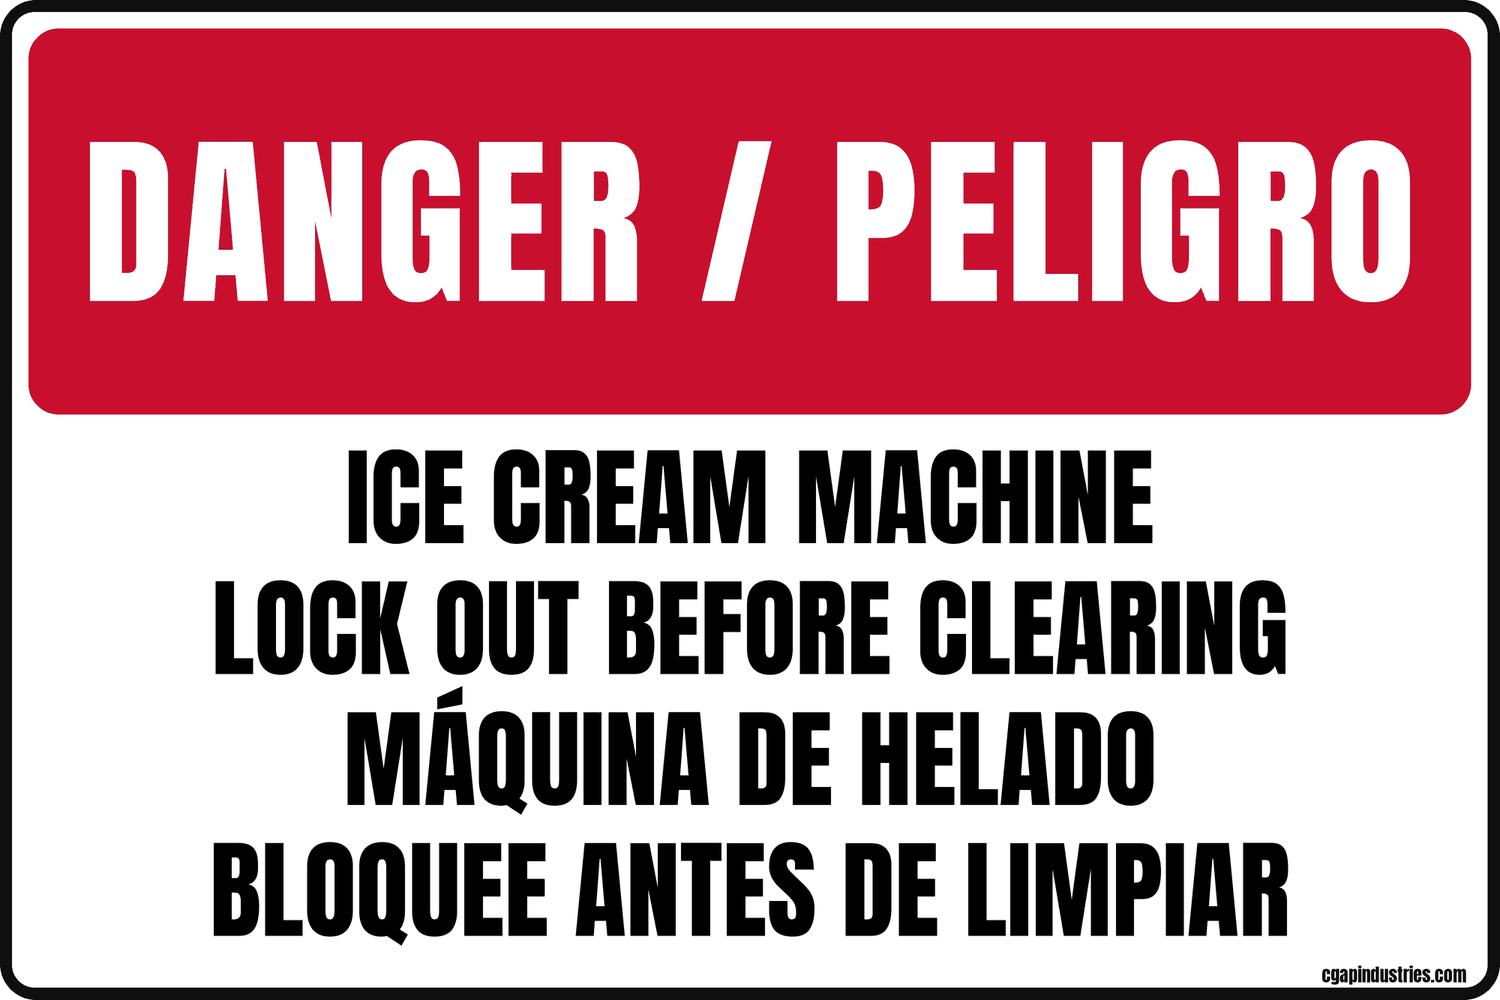 DANGER / PELIGRO
ICE CREAM MACHINE
LOCK OUT BEFORE CLEARING
MÁQUINA DE HELADO
BLOQUEE ANTES DE LIMPIAR
cgapindustries.com